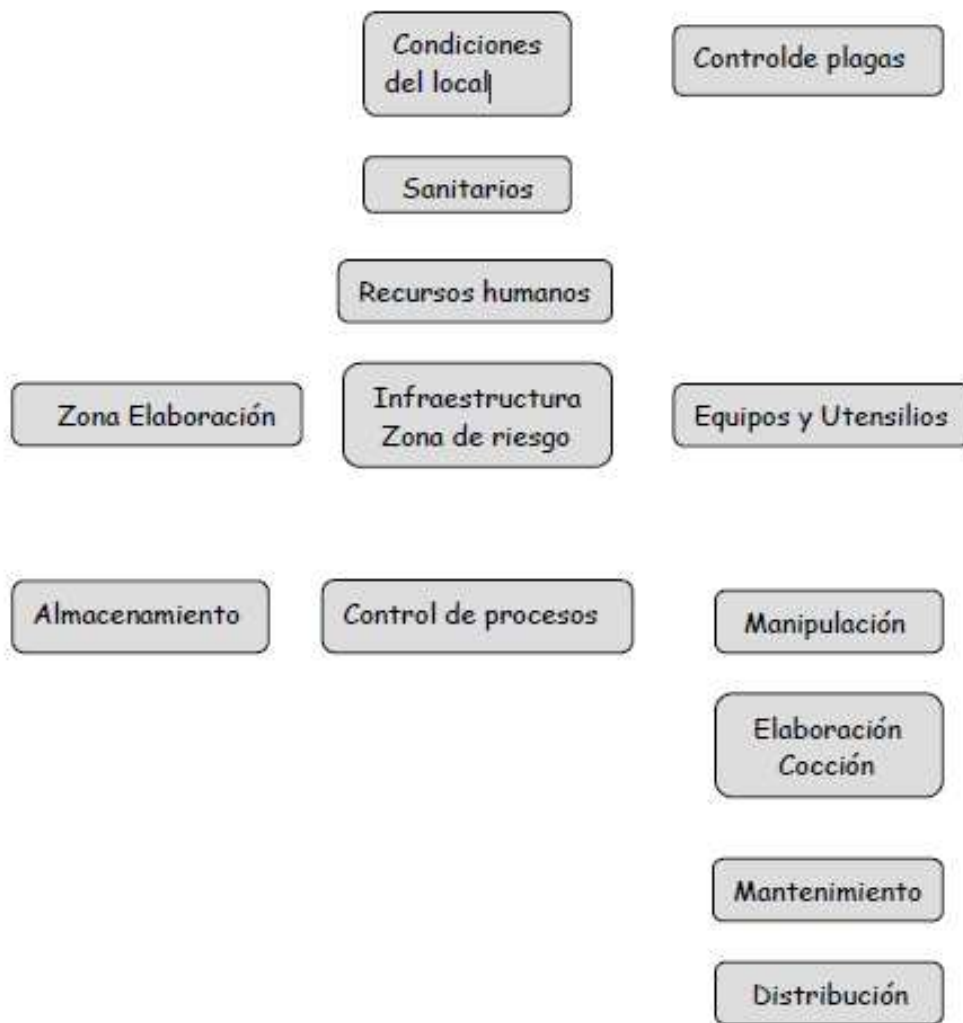 Condiciones
del local
Controlde plagas
Sanitarios
Recursos humanos
Zona Elaboración
Infraestructura
Zona de riesgo
Equipos y Utensilios
Almacenamiento
Control de procesos
Manipulación
Elaboración
Cocción
Mantenimiento
Distribución